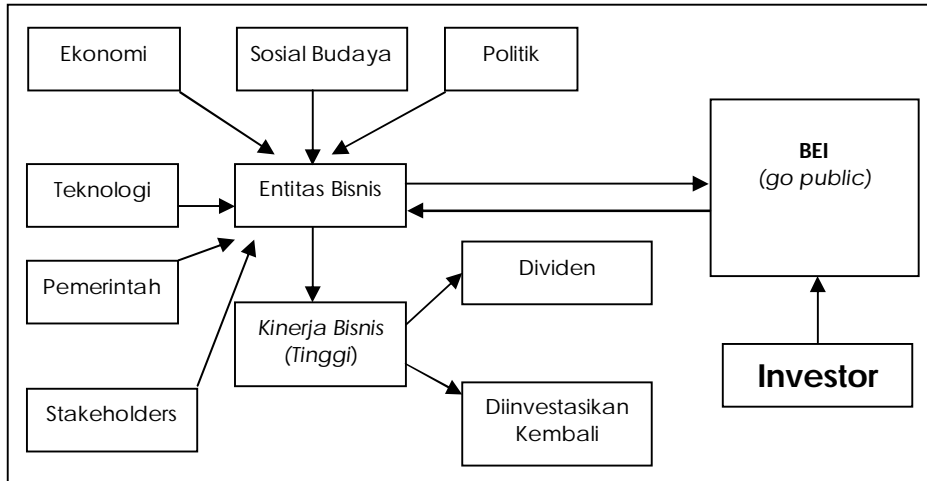 Ekonomi
Sosial Budaya
Politik
BEI
(go public)
Teknologi
Entitas Bisnis
Pemerintah
Dividen
Kinerja Bisnis
(Tinggi)
Investor
Stakeholders
Diinvestasikan
Kembali